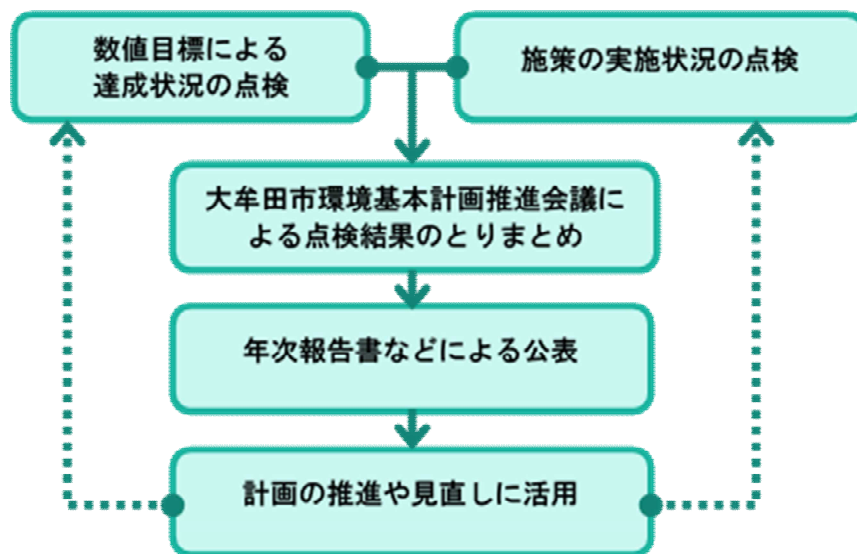 数値目標による
達成状況の点検
施策の実施状況の点検
大牟田市環境基本計画推進会議に
よる点検結果のとりまとめ
年次報告書などによる公表
計画の推進や見直しに活用